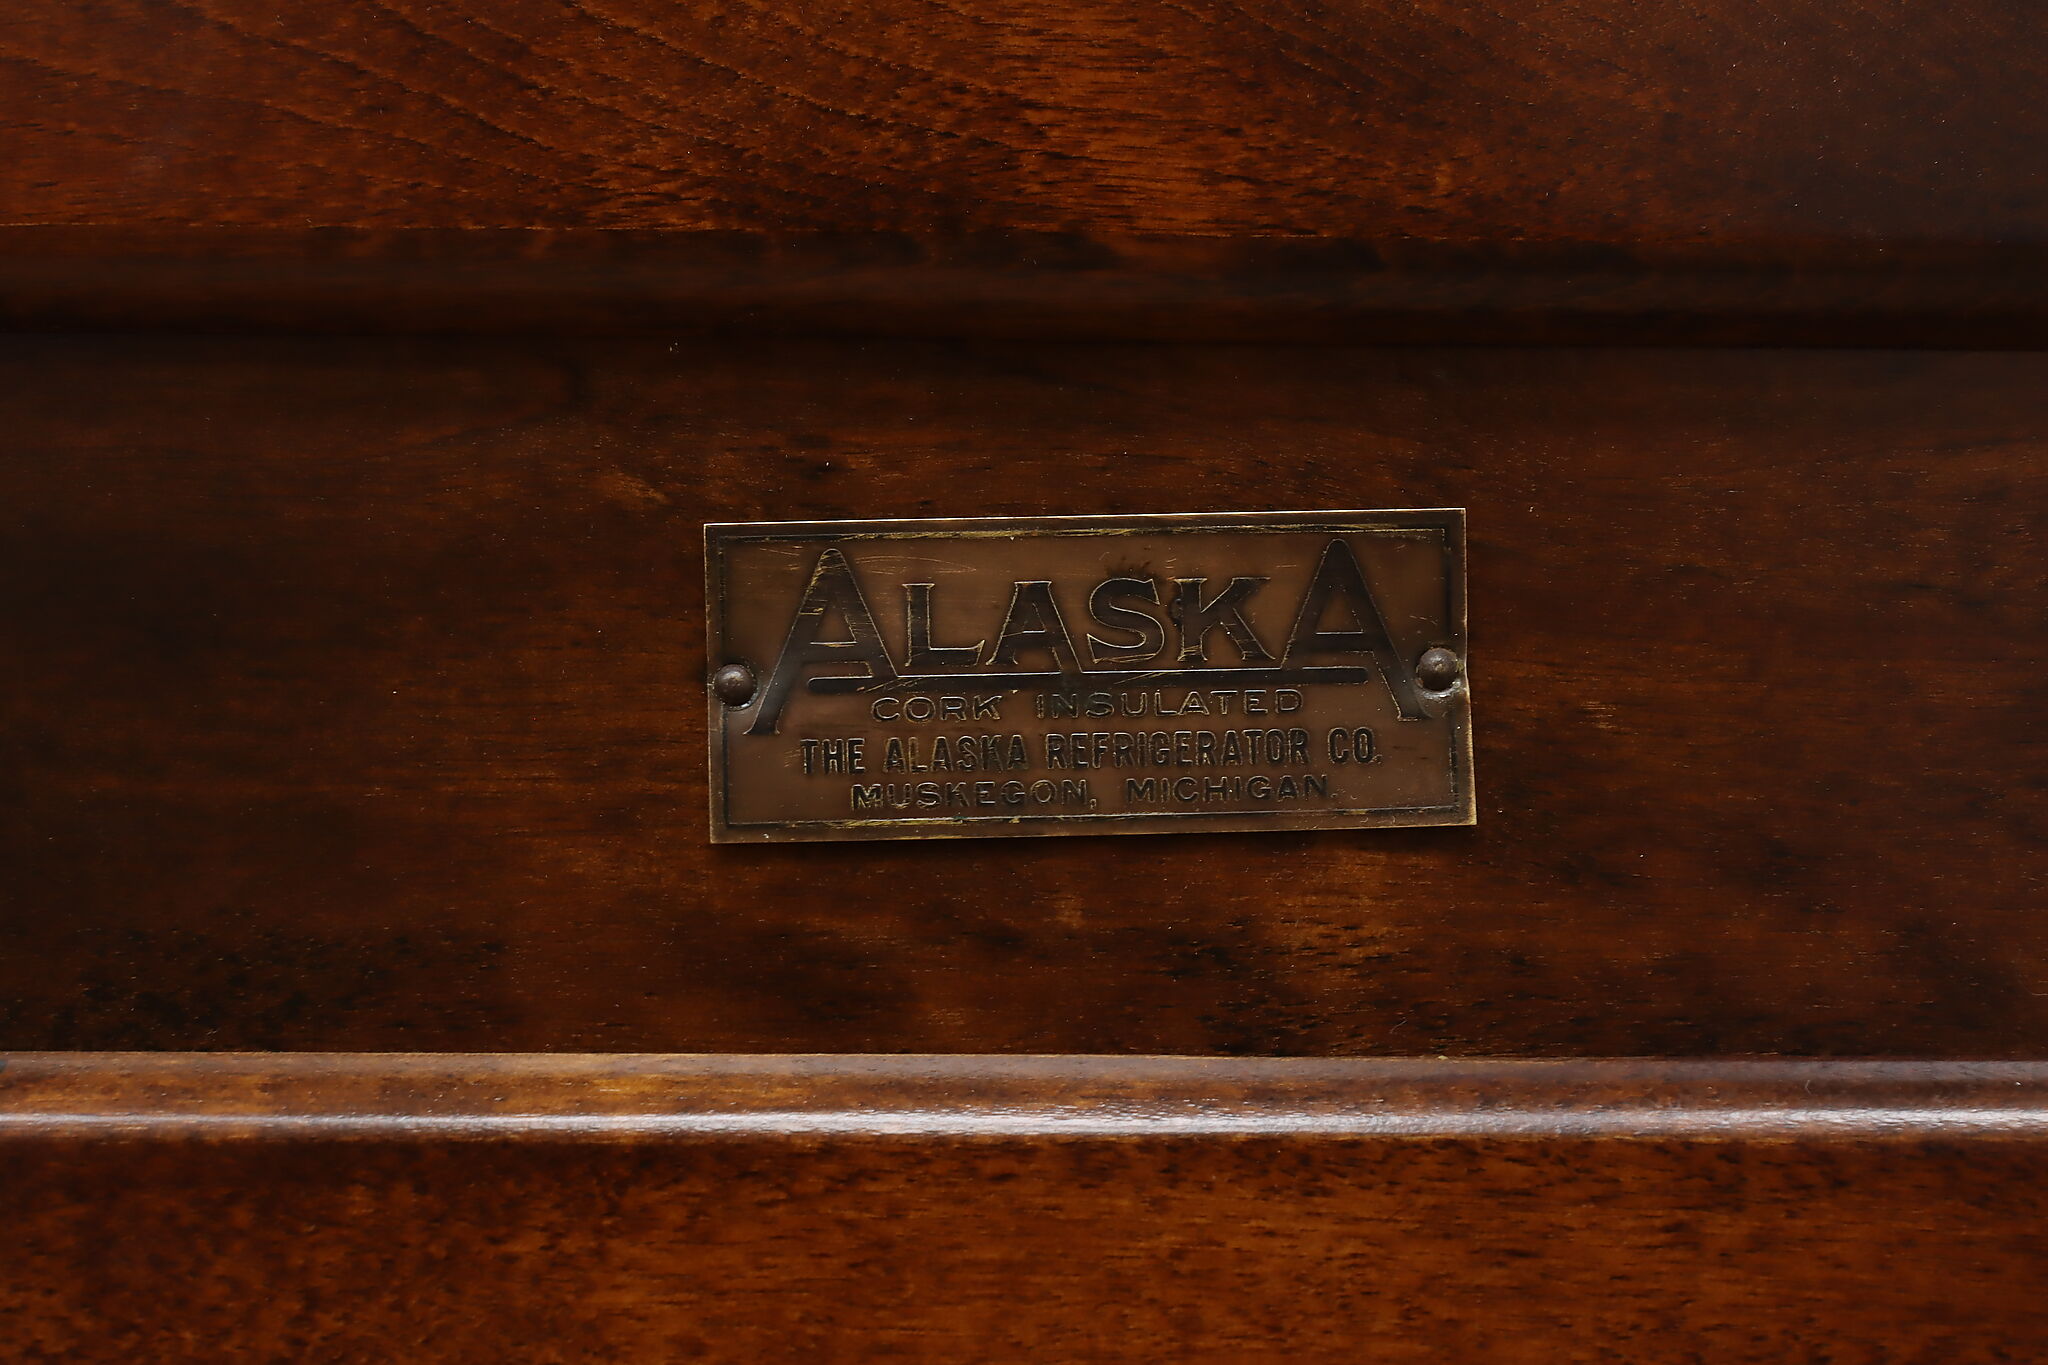 ALASKA
CORK INSULATED
THE ALASKA REFRIGERATOR CO.
MUSKEGON, MICHIGAN.